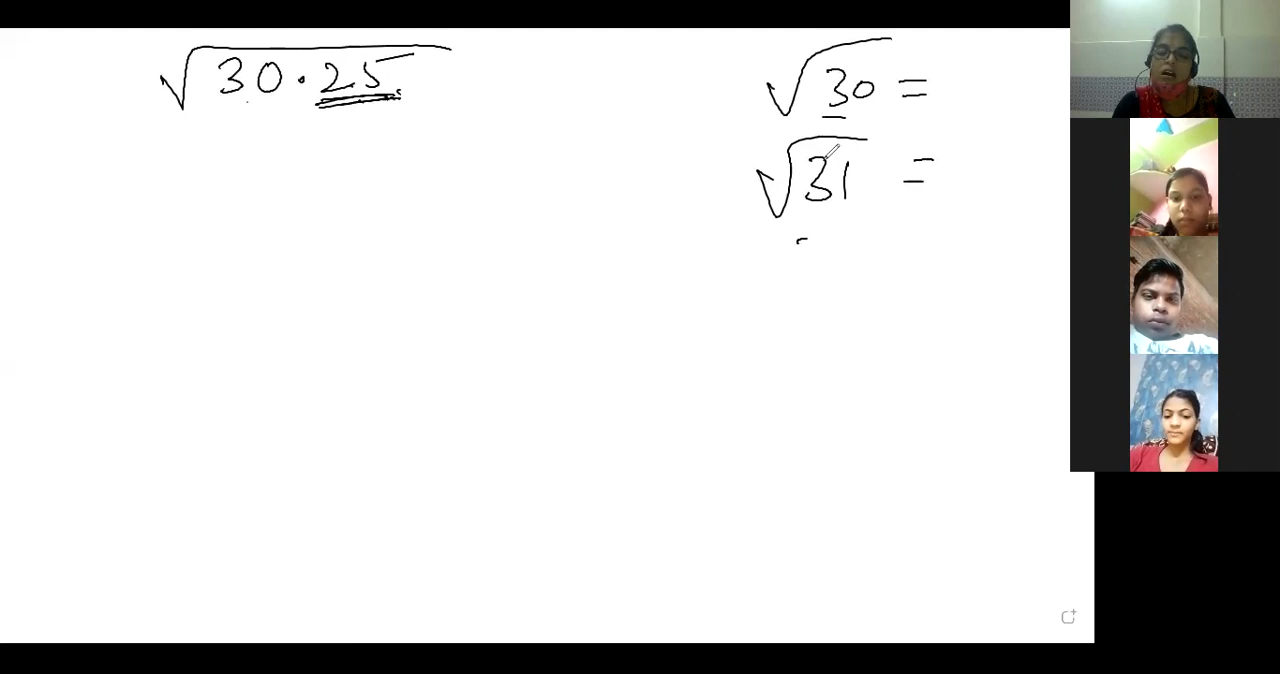 √30.25
√30 =
√31 =